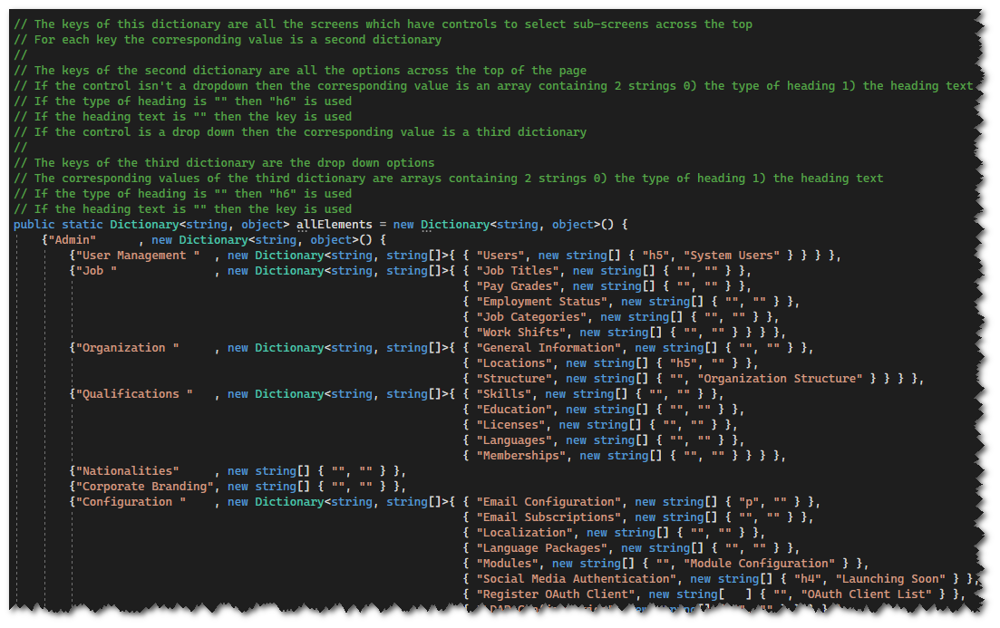 // The keys of this dictionary are all the screens which have controls to select sub-screens across the top
// For each key the corresponding value is a second dictionary
//
// The keys of the second dictionary are all the options across the top of the page
// If the control isn't a dropdown then the corresponding value is an array containing 2 strings 0) the type of heading 1) the heading text
// If the type of heading is "" then "h6" is used
// If the heading text is "" then the key is used
// If the control is a drop down then the corresponding value is a third dictionary
//
// The keys of the third dictionary are the drop down options
// The corresponding values of the third dictionary are arrays containing 2 strings 0) the type of heading 1) the heading text
// If the type of heading is "" then "h6" is used
// If the heading text is "" then the key is used
public static Dictionary<string, object> allElements = new Dictionary<string, object>() {
    {"Admin"      , new Dictionary<string, object>() {
        {"User Management "  , new Dictionary<string, string[]>{ { "Users", new string[] { "h5", "System Users" } } } },
        {"Job "              , new Dictionary<string, string[]>{ { "Job Titles", new string[] { "", "" } },
                                                                 { "Pay Grades", new string[] { "", "" } },
                                                                 { "Employment Status", new string[] { "", "" } },
                                                                 { "Job Categories", new string[] { "", "" } },
                                                                 { "Work Shifts", new string[] { "", "" } } } },
        {"Organization "     , new Dictionary<string, string[]>{ { "General Information", new string[] { "", "" } },
                                                                 { "Locations", new string[] { "h5", "" } },
                                                                 { "Structure", new string[] { "", "Organization Structure" } } } },
        {"Qualifications "   , new Dictionary<string, string[]>{ { "Skills", new string[] { "", "" } },
                                                                 { "Education", new string[] { "", "" } },
                                                                 { "Licenses", new string[] { "", "" } },
                                                                 { "Languages", new string[] { "", "" } },
                                                                 { "Memberships", new string[] { "", "" } } } },
        {"Nationalities"     , new string[] { "", "" } },
        {"Corporate Branding", new string[] { "", "" } },
        {"Configuration "    , new Dictionary<string, string[]>{ { "Email Configuration", new string[] { "p", "" } },
                                                                 { "Email Subscriptions", new string[] { "", "" } },
                                                                 { "Localization", new string[] { "", "" } },
                                                                 { "Language Packages", new string[] { "", "" } },
                                                                 { "Modules", new string[] { "", "Module Configuration" } },
                                                                 { "Social Media Authentication", new string[] { "h4", "Launching Soon" } },
                                                                 { "Register OAuth Client", new string[   ] { "", "OAuth Client List" } },